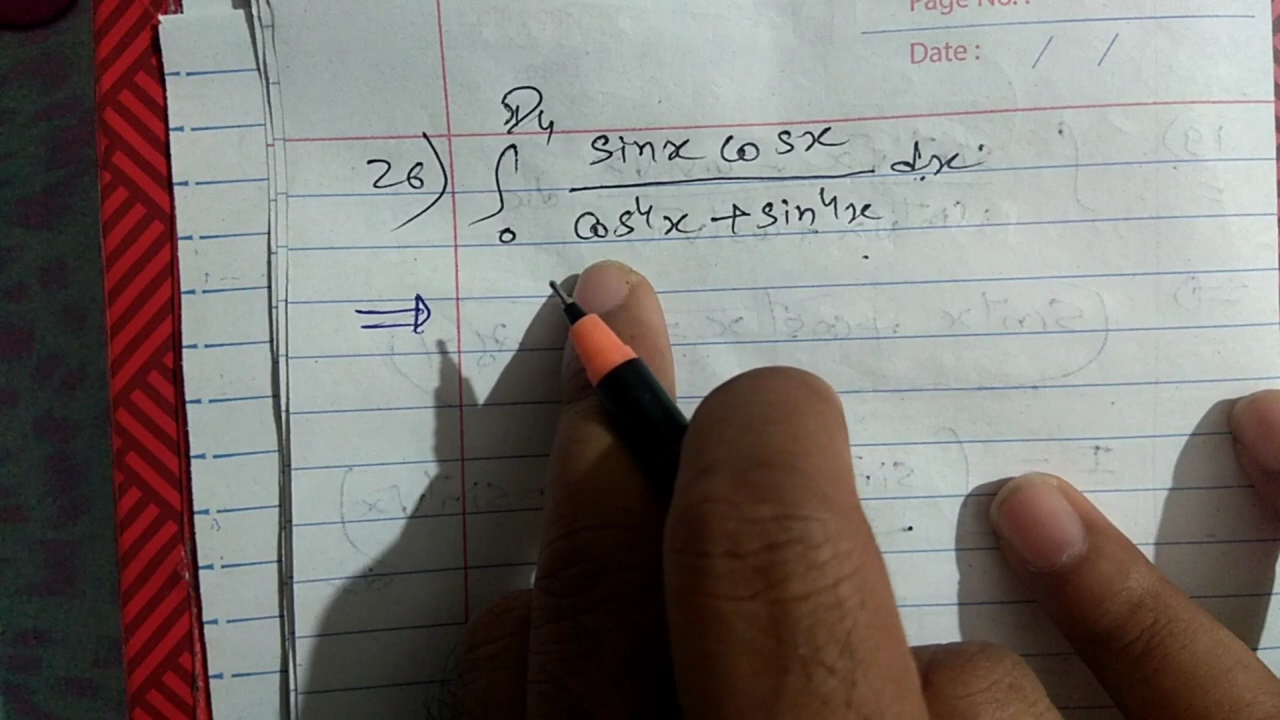 Page No. :
Date : / /
26) ∫₀^π/4 sinx cosx / cos⁴x + sin⁴x dx
⇒